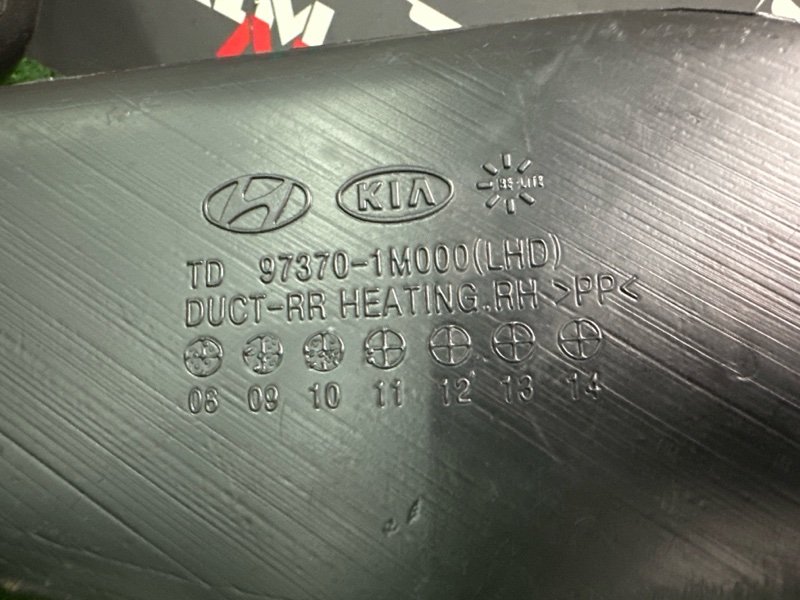 KIA
TD 97370-1M000(LHD)
DUCT-RR HEATING.RH >PP<
08 09 10 11 12 13 14